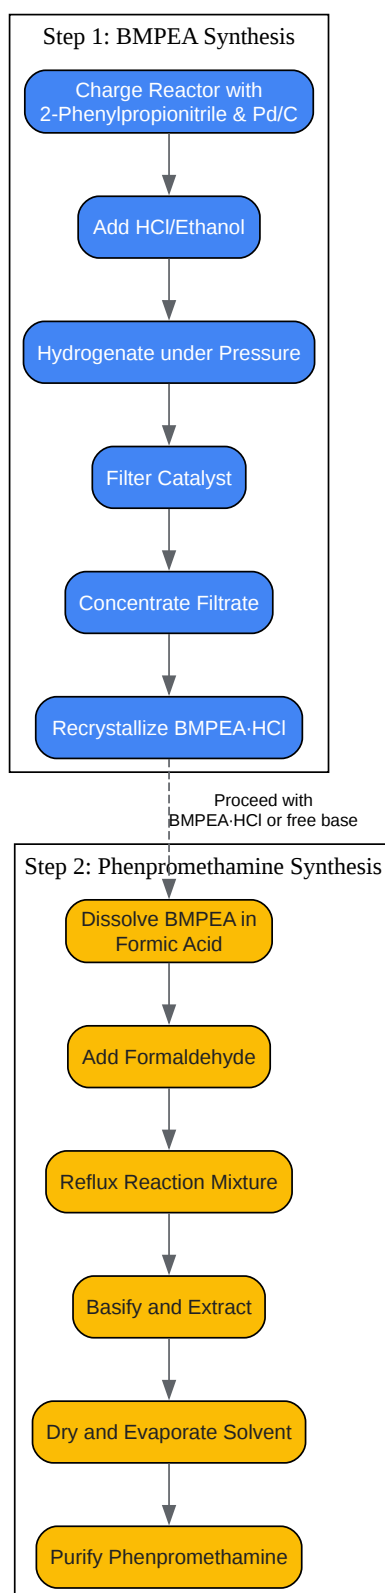 Step 1: BMPEA Synthesis
Charge Reactor with
2-Phenylpropionitrile & Pd/C
Add HCl/Ethanol
Hydrogenate under Pressure
Filter Catalyst
Concentrate Filtrate
Recrystallize BMPEA·HCl
Proceed with
BMPEA·HCl or free base
Step 2: Phenpromethamine Synthesis
Dissolve BMPEA in
Formic Acid
Add Formaldehyde
Reflux Reaction Mixture
Basify and Extract
Dry and Evaporate Solvent
Purify Phenpromethamine